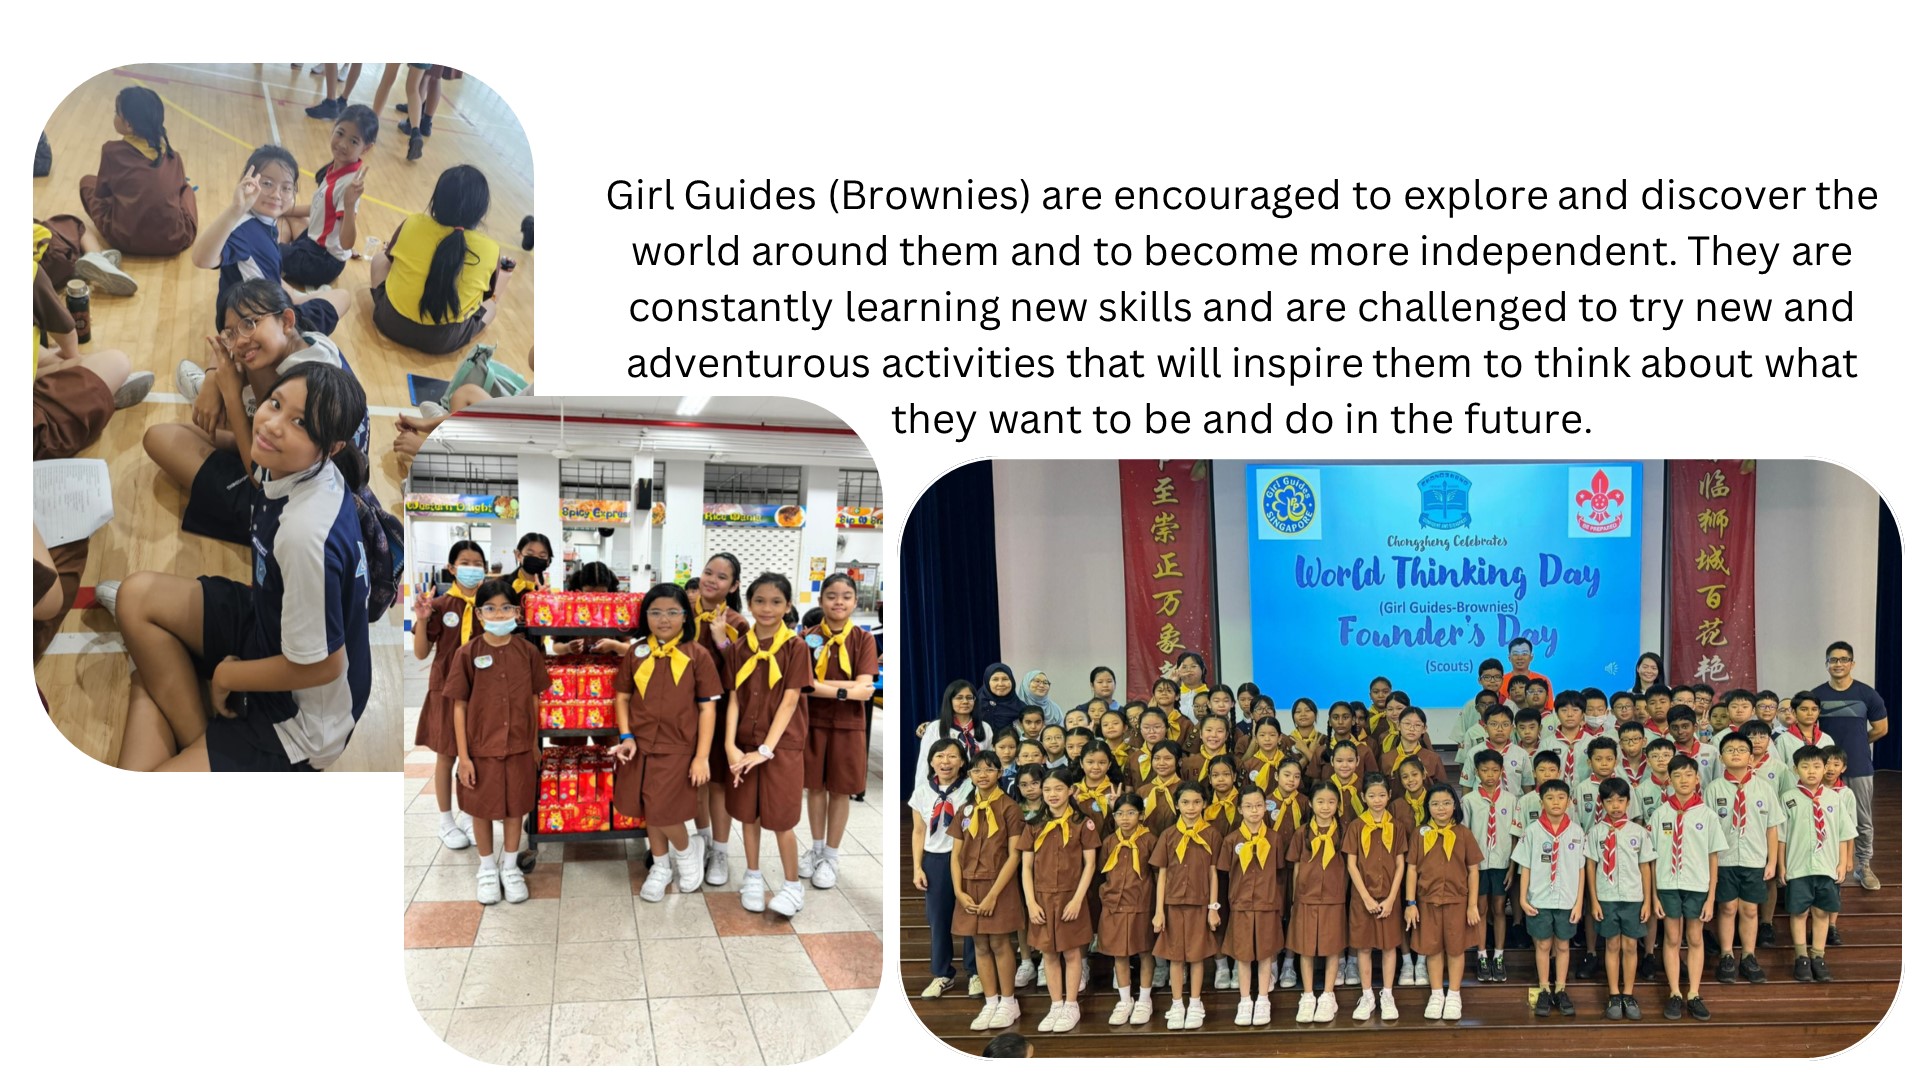 Girl Guides (Brownies) are encouraged to explore and discover the
world around them and to become more independent. They are
constantly learning new skills and are challenged to try new and
adventurous activities that will inspire them to think about what
they want to be and do in the future.
Spicy Express
Girl Guides
SINGAPORE
BE PREPARED
Chongzheng Celebrates
World Thinking Day
(Girl Guides-Brownies)
Founder's Day
(Scouts)
至崇正万象
临狮城百花艳